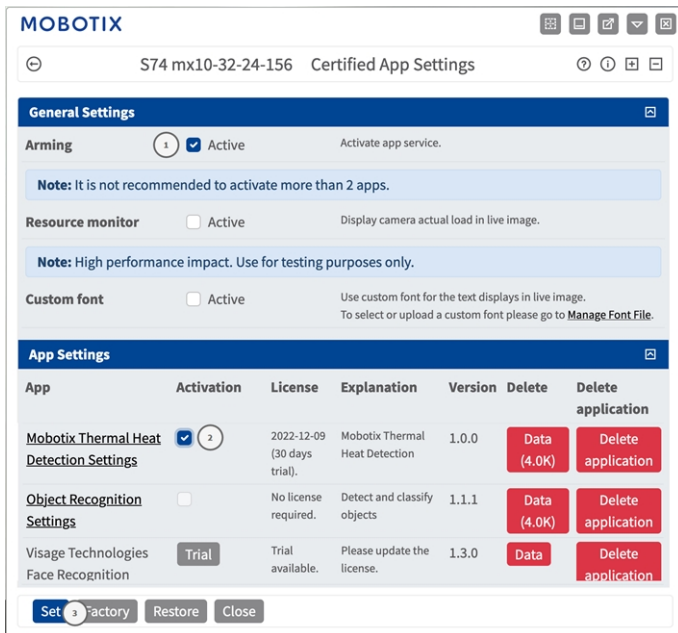 MOBOTIX
S74 mx10-32-24-156 Certified App Settings
General Settings
Arming 1 Active Activate app service.
Note: It is not recommended to activate more than 2 apps.
Resource monitor Active Display camera actual load in live image.
Note: High performance impact. Use for testing purposes only.
Custom font Active Use custom font for the text displays in live image.
To select or upload a custom font please go to Manage Font File.
App Settings
App Activation License Explanation Version Delete Delete
application
Mobotix Thermal Heat 2 2022-12-09 Mobotix Thermal 1.0.0 Data Delete
Detection Settings (30 days Heat Detection (4.0K) application
trial).
Object Recognition No license Detect and classify 1.1.1 Data Delete
Settings required. objects (4.0K) application
Visage Technologies Trial Trial Please update the 1.3.0 Data Delete
Face Recognition available. license. application
Set 3 Factory Restore Close